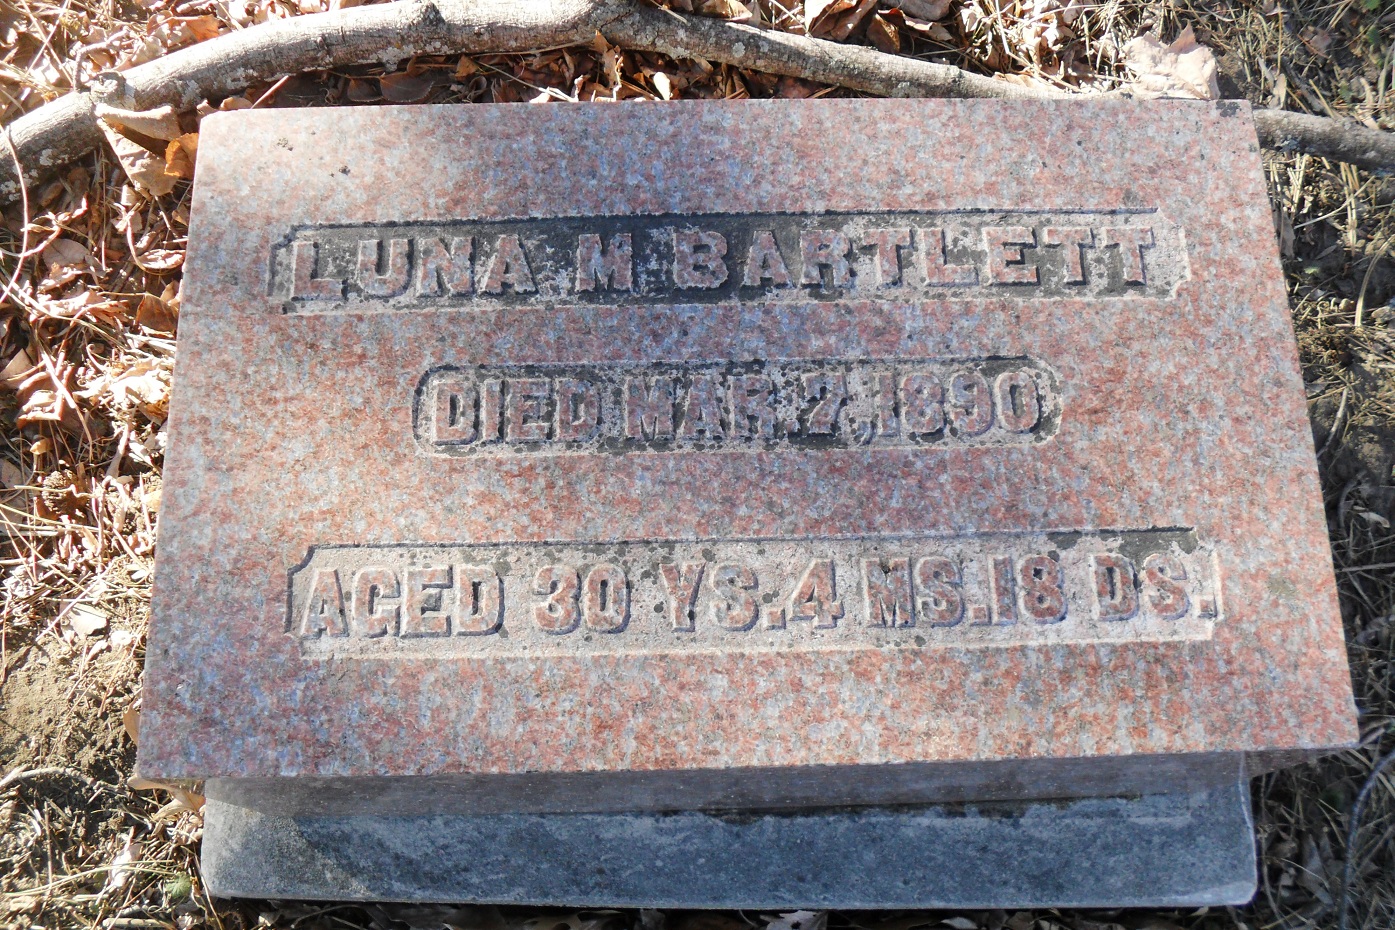 LUNA M BARTLETT
DIED MAR. 7, 1890
AGED 30 YS. 4 MS. 18 DS.